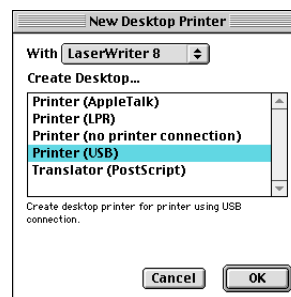 New Desktop Printer
With LaserWriter 8
Create Desktop...
Printer (AppleTalk)
Printer (LPR)
Printer (no printer connection)
Printer (USB)
Translator (PostScript)
Create desktop printer for printer using USB
connection.
Cancel OK